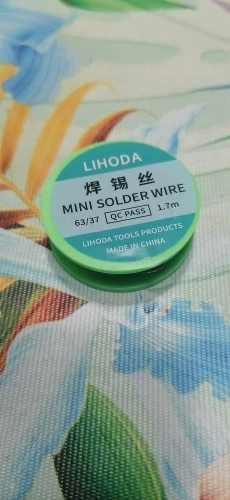 LIHODA
焊锡丝
MINI SOLDER WIRE
63/37 QC PASS 1.7m
LIHODA TOOLS PRODUCTS
MADE IN CHINA